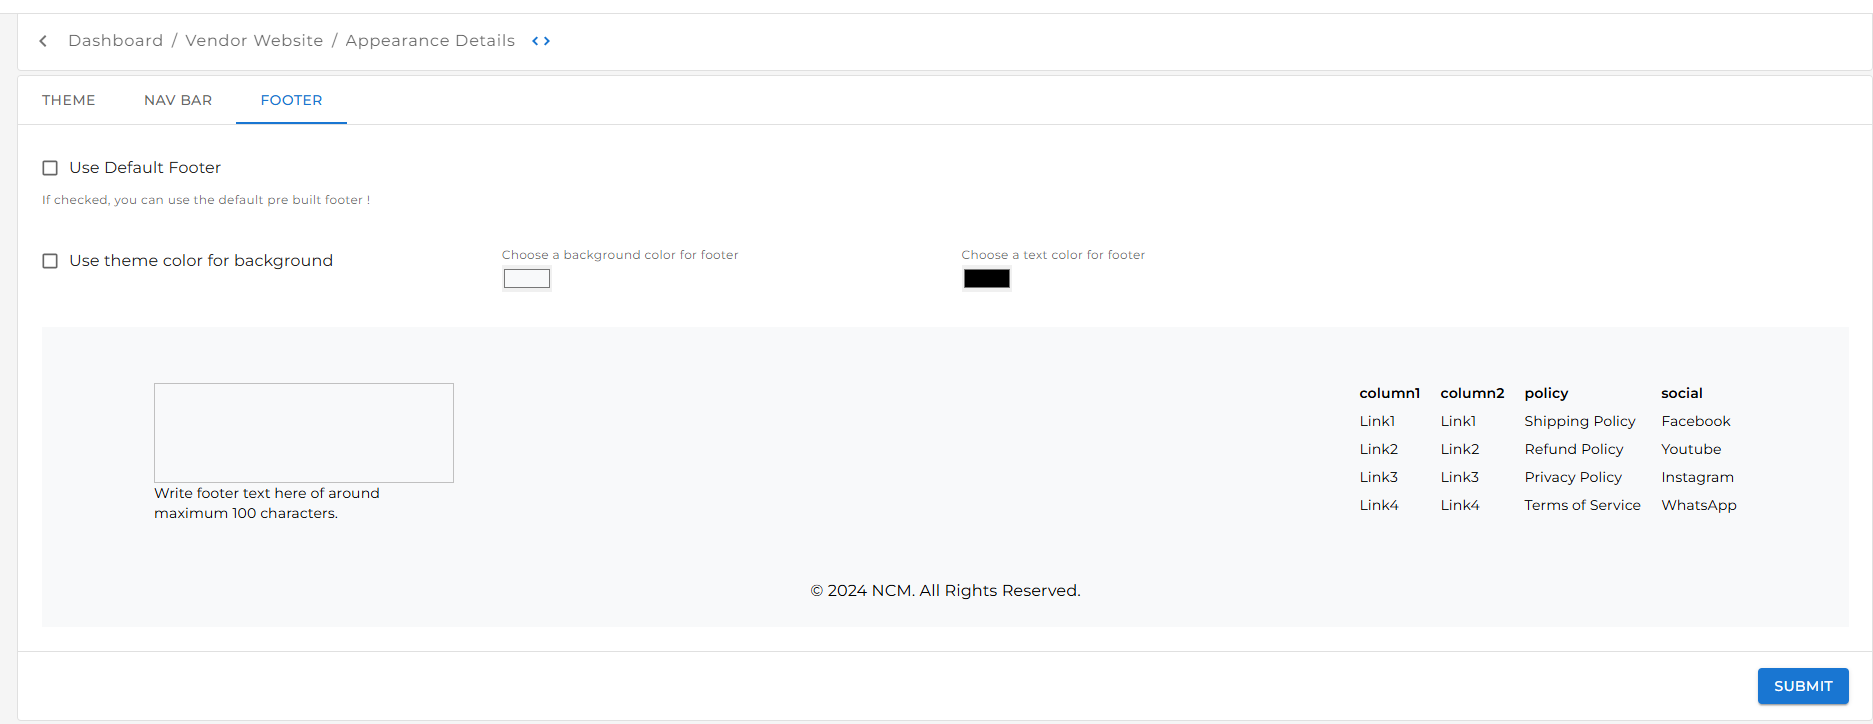 Dashboard / Vendor Website / Appearance Details
THEME NAV BAR FOOTER
Use Default Footer
If checked, you can use the default pre built footer !
Use theme color for background
Choose a background color for footer
Choose a text color for footer
Write footer text here of around
maximum 100 characters.
column1 column2 policy social
Link1 Link1 Shipping Policy Facebook
Link2 Link2 Refund Policy Youtube
Link3 Link3 Privacy Policy Instagram
Link4 Link4 Terms of Service WhatsApp
© 2024 NCM. All Rights Reserved.
SUBMIT